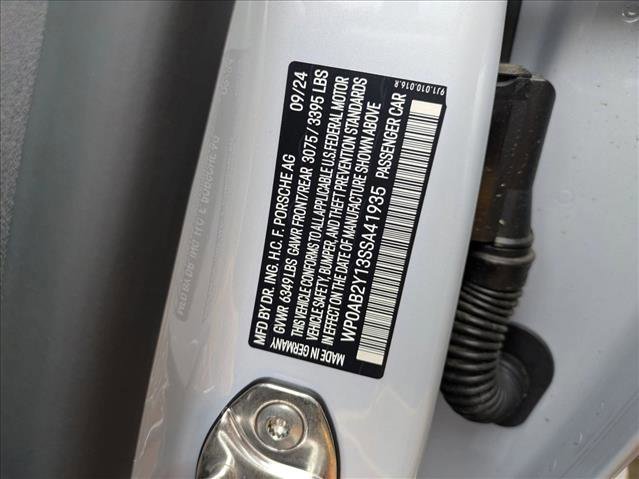 MFD BY DR. ING. H.C. F. PORSCHE AG 09/24
GVWR 6349 LBS GAWR FRONT/REAR 3075 / 3395 LBS
THIS VEHICLE CONFORMS TO ALL APPLICABLE U.S. FEDERAL MOTOR
VEHICLE SAFETY, BUMPER, AND THEFT PREVENTION STANDARDS
IN EFFECT ON THE DATE OF MANUFACTURE SHOWN ABOVE
WP0AB2Y13SSA41935 PASSENGER CAR
MADE IN GERMANY
9J1.010.016.R